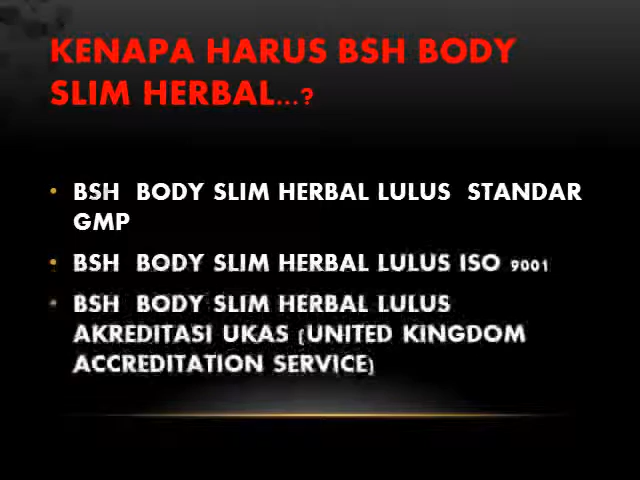 KENAPA HARUS BSH BODY
SLIM HERBAL...?
• BSH BODY SLIM HERBAL LULUS STANDAR
GMP
• BSH BODY SLIM HERBAL LULUS ISO 9001
• BSH BODY SLIM HERBAL LULUS
AKREDITASI UKAS (UNITED KINGDOM
ACCREDITATION SERVICE)